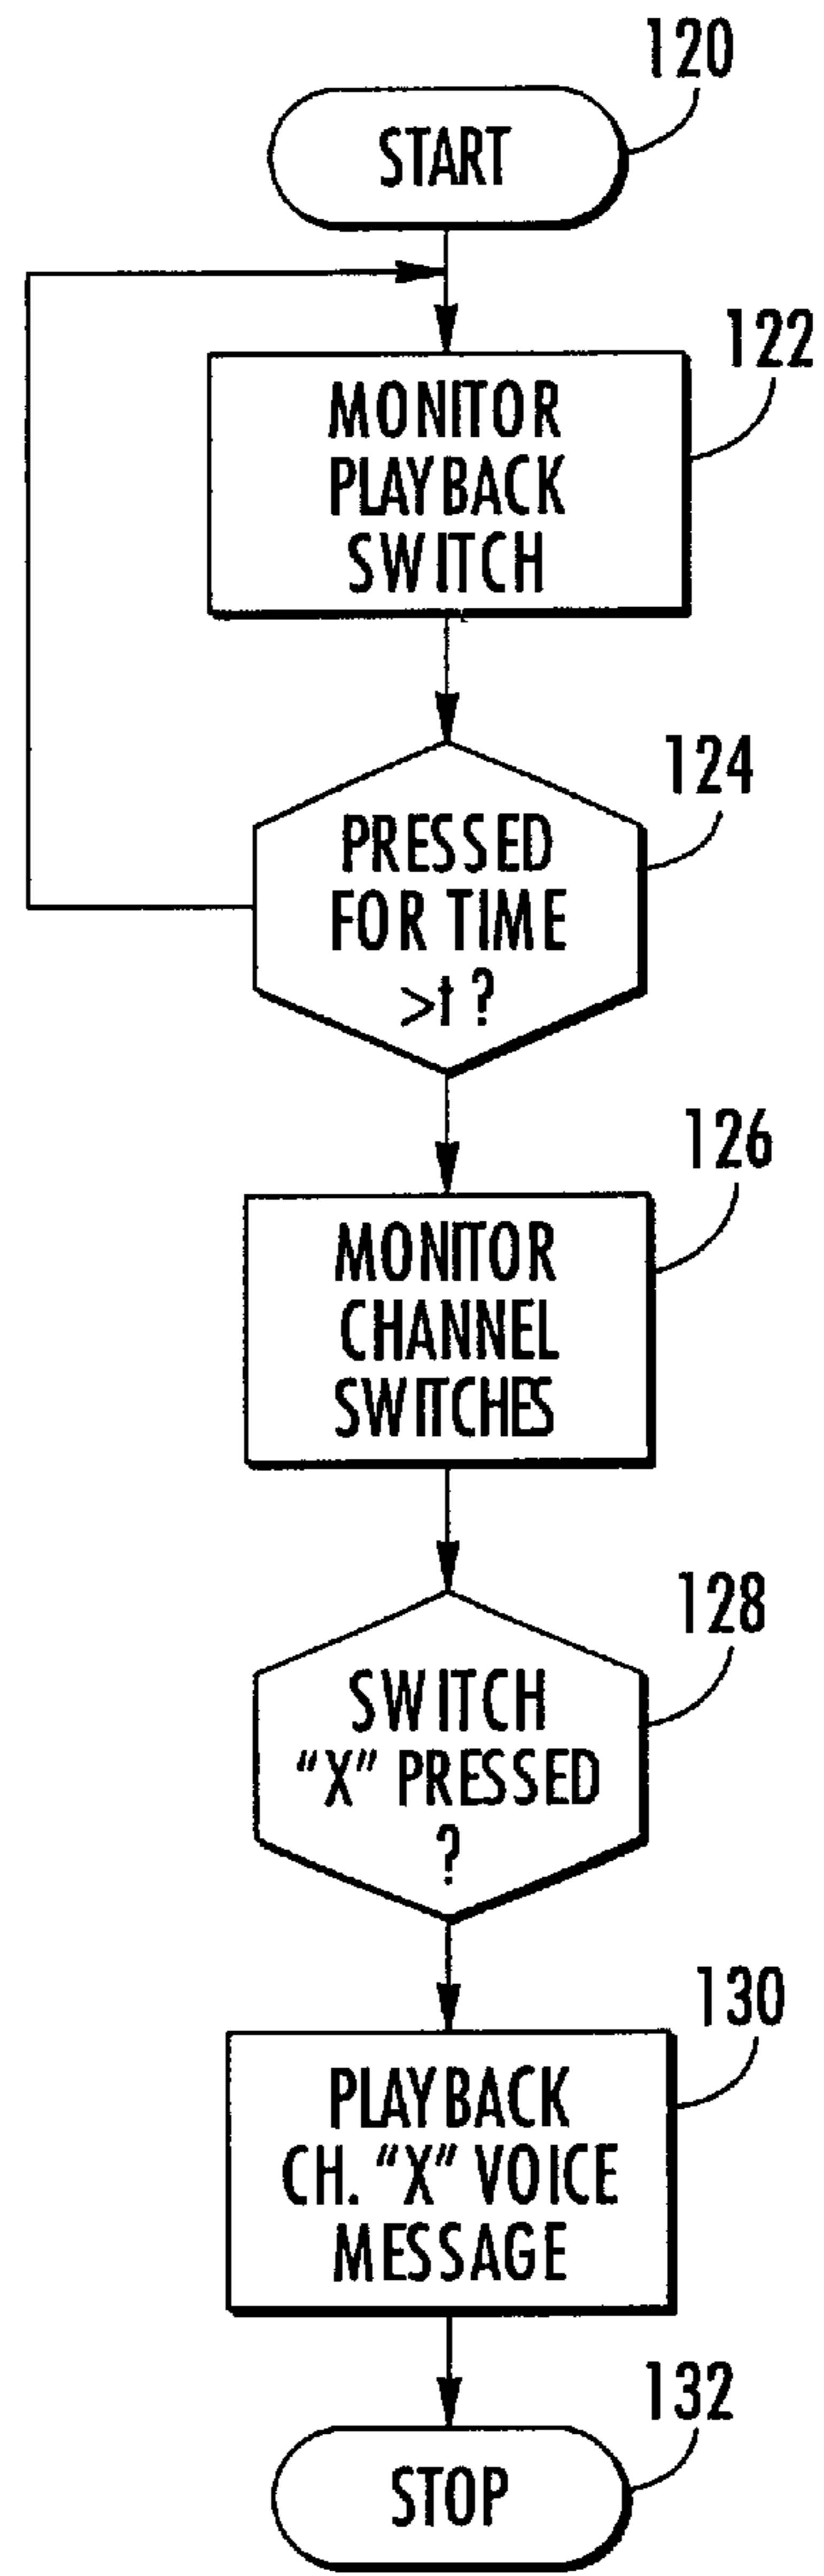 120
START
122
MONITOR
PLAYBACK
SWITCH
124
PRESSED
FOR TIME
>t ?
126
MONITOR
CHANNEL
SWITCHES
128
SWITCH
“X” PRESSED
?
130
PLAYBACK
CH. “X” VOICE
MESSAGE
132
STOP